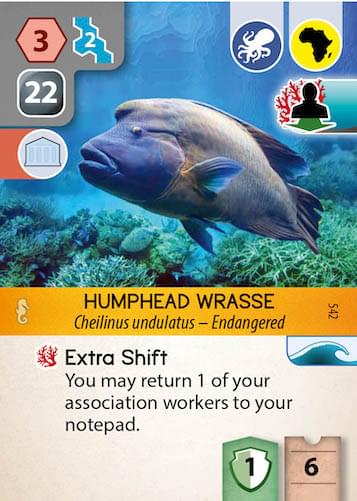 3
2
22
HUMPHEAD WRASSE
Cheilinus undulatus – Endangered
542
Extra Shift
You may return 1 of your
association workers to your
notepad.
1
6